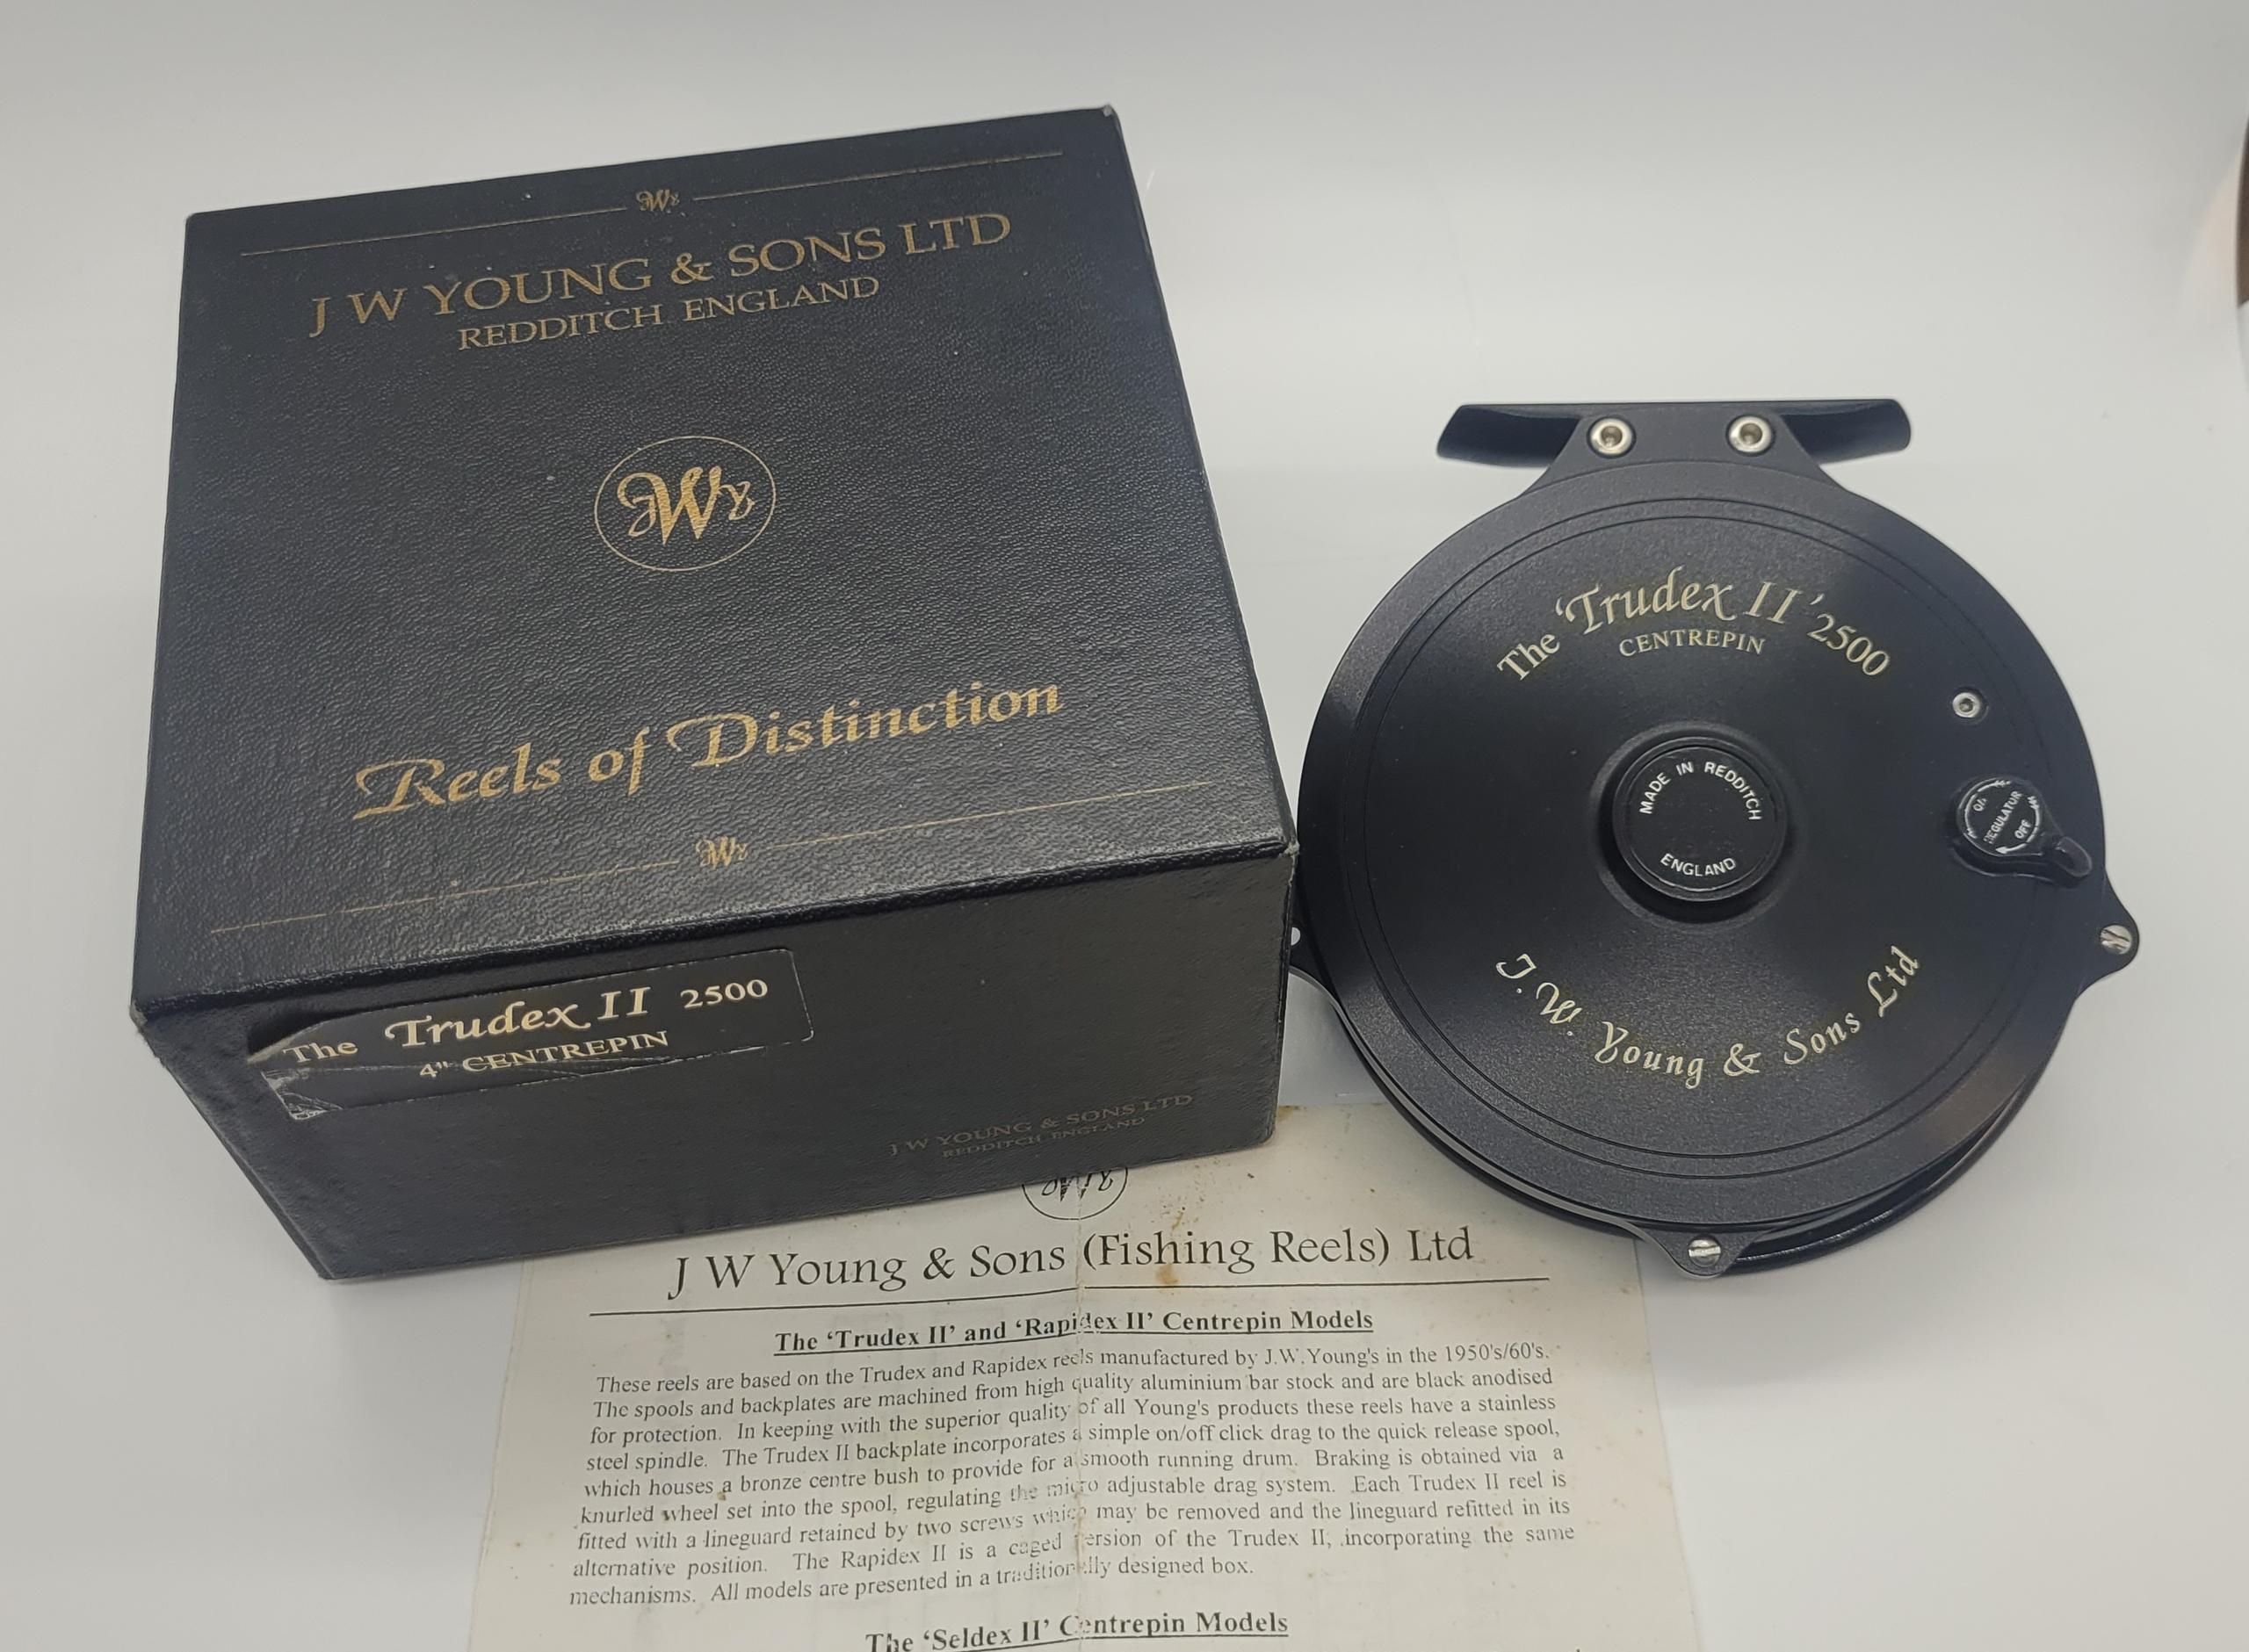 J W YOUNG & SONS LTD
REDDITCH ENGLAND
JWY
Reels of Distinction
The Trudex II 2500
4" CENTREPIN
J W YOUNG & SONS LTD
REDDITCH ENGLAND
The 'Trudex II' 2500
CENTREPIN
MADE IN REDDITCH
ENGLAND
ON
REGULATOR
OFF
J. W. Young & Sons Ltd
J W Young & Sons (Fishing Reels) Ltd
The ‘Trudex II’ and ‘Rapidex II’ Centrepin Models
These reels are based on the Trudex and Rapidex reels manufactured by J.W.Young's in the 1950's/60's.
The spools and backplates are machined from high quality aluminium bar stock and are black anodised
for protection. In keeping with the superior quality of all Young's products these reels have a stainless
steel spindle. The Trudex II backplate incorporates a simple on/off click drag to the quick release spool,
which houses a bronze centre bush to provide for a smooth running drum. Braking is obtained via a
knurled wheel set into the spool, regulating the micro adjustable drag system. Each Trudex II reel is
fitted with a lineguard retained by two screws which may be removed and the lineguard refitted in its
alternative position. The Rapidex II is a caged version of the Trudex II, incorporating the same
mechanisms. All models are presented in a traditionally designed box.
The ‘Seldex II’ Centrepin Models